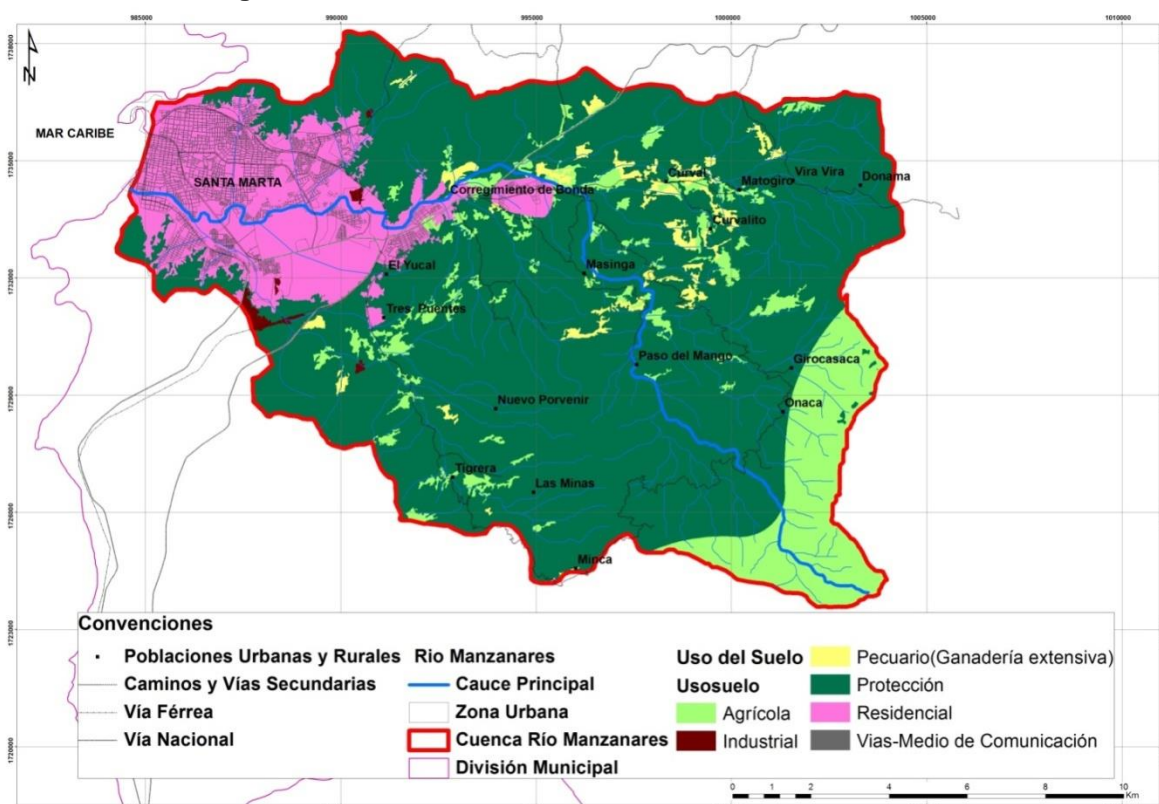 985000 990000 995000 1000000 1005000 1010000
1738000
N
MAR CARIBE
1735000
SANTA MARTA
Corregimiento de Bonda
Curval
Matogiro
Vira Vira
Donama
Curvalito
El Yucal
Masinga
1732000
Tres Puentes
Paso del Mango
Girocasaca
1729000
Nuevo Porvenir
Onaca
Tigrera
Las Minas
1726000
Minca
1723000
Convenciones
Poblaciones Urbanas y Rurales
Caminos y Vías Secundarias
Vía Férrea
Vía Nacional
Rio Manzanares
Cauce Principal
Zona Urbana
Cuenca Río Manzanares
División Municipal
Uso del Suelo
Usosuelo
Agrícola
Industrial
Pecuario(Ganadería extensiva)
Protección
Residencial
Vias-Medio de Comunicación
1720000
0 1 2 4 6 8 10
Km